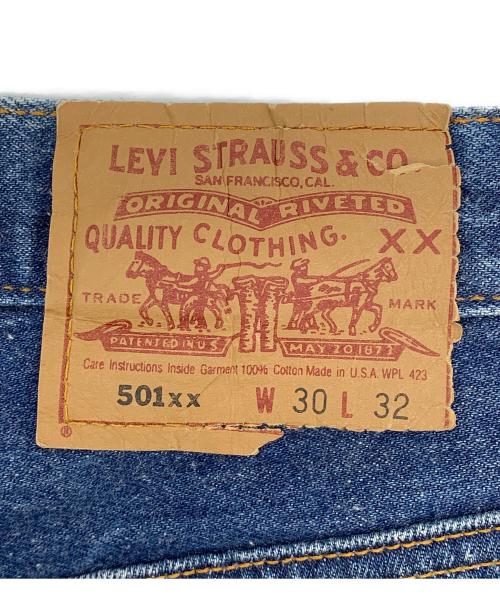 LEVI STRAUSS & CO
SAN FRANCISCO, CAL.
ORIGINAL RIVETED
QUALITY CLOTHING. XX
TRADE MARK
PATENTED IN U.S. MAY 20, 1873
Care Instructions Inside Garment 100% Cotton Made in U.S.A. WPL 423
501xx W 30 L 32
®